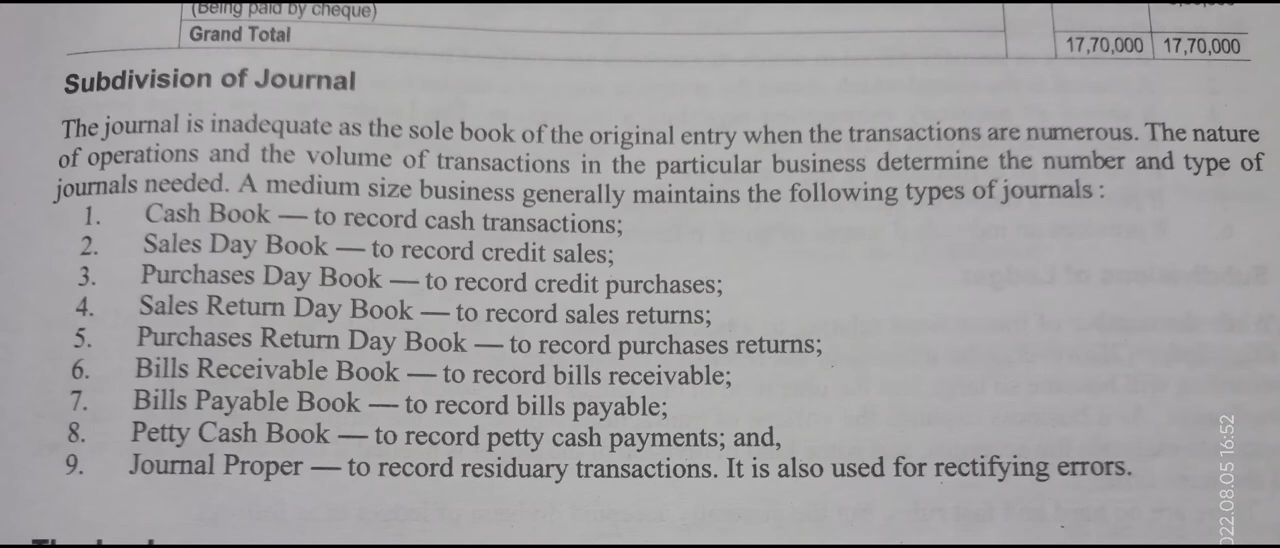 (Being paid by cheque)
Grand Total
17,70,000 17,70,000
Subdivision of Journal
The journal is inadequate as the sole book of the original entry when the transactions are numerous. The nature
of operations and the volume of transactions in the particular business determine the number and type of
journals needed. A medium size business generally maintains the following types of journals :
1. Cash Book — to record cash transactions;
2. Sales Day Book — to record credit sales;
3. Purchases Day Book — to record credit purchases;
4. Sales Return Day Book — to record sales returns;
5. Purchases Return Day Book — to record purchases returns;
6. Bills Receivable Book — to record bills receivable;
7. Bills Payable Book — to record bills payable;
8. Petty Cash Book — to record petty cash payments; and,
9. Journal Proper — to record residuary transactions. It is also used for rectifying errors.
022.08.05 16:52